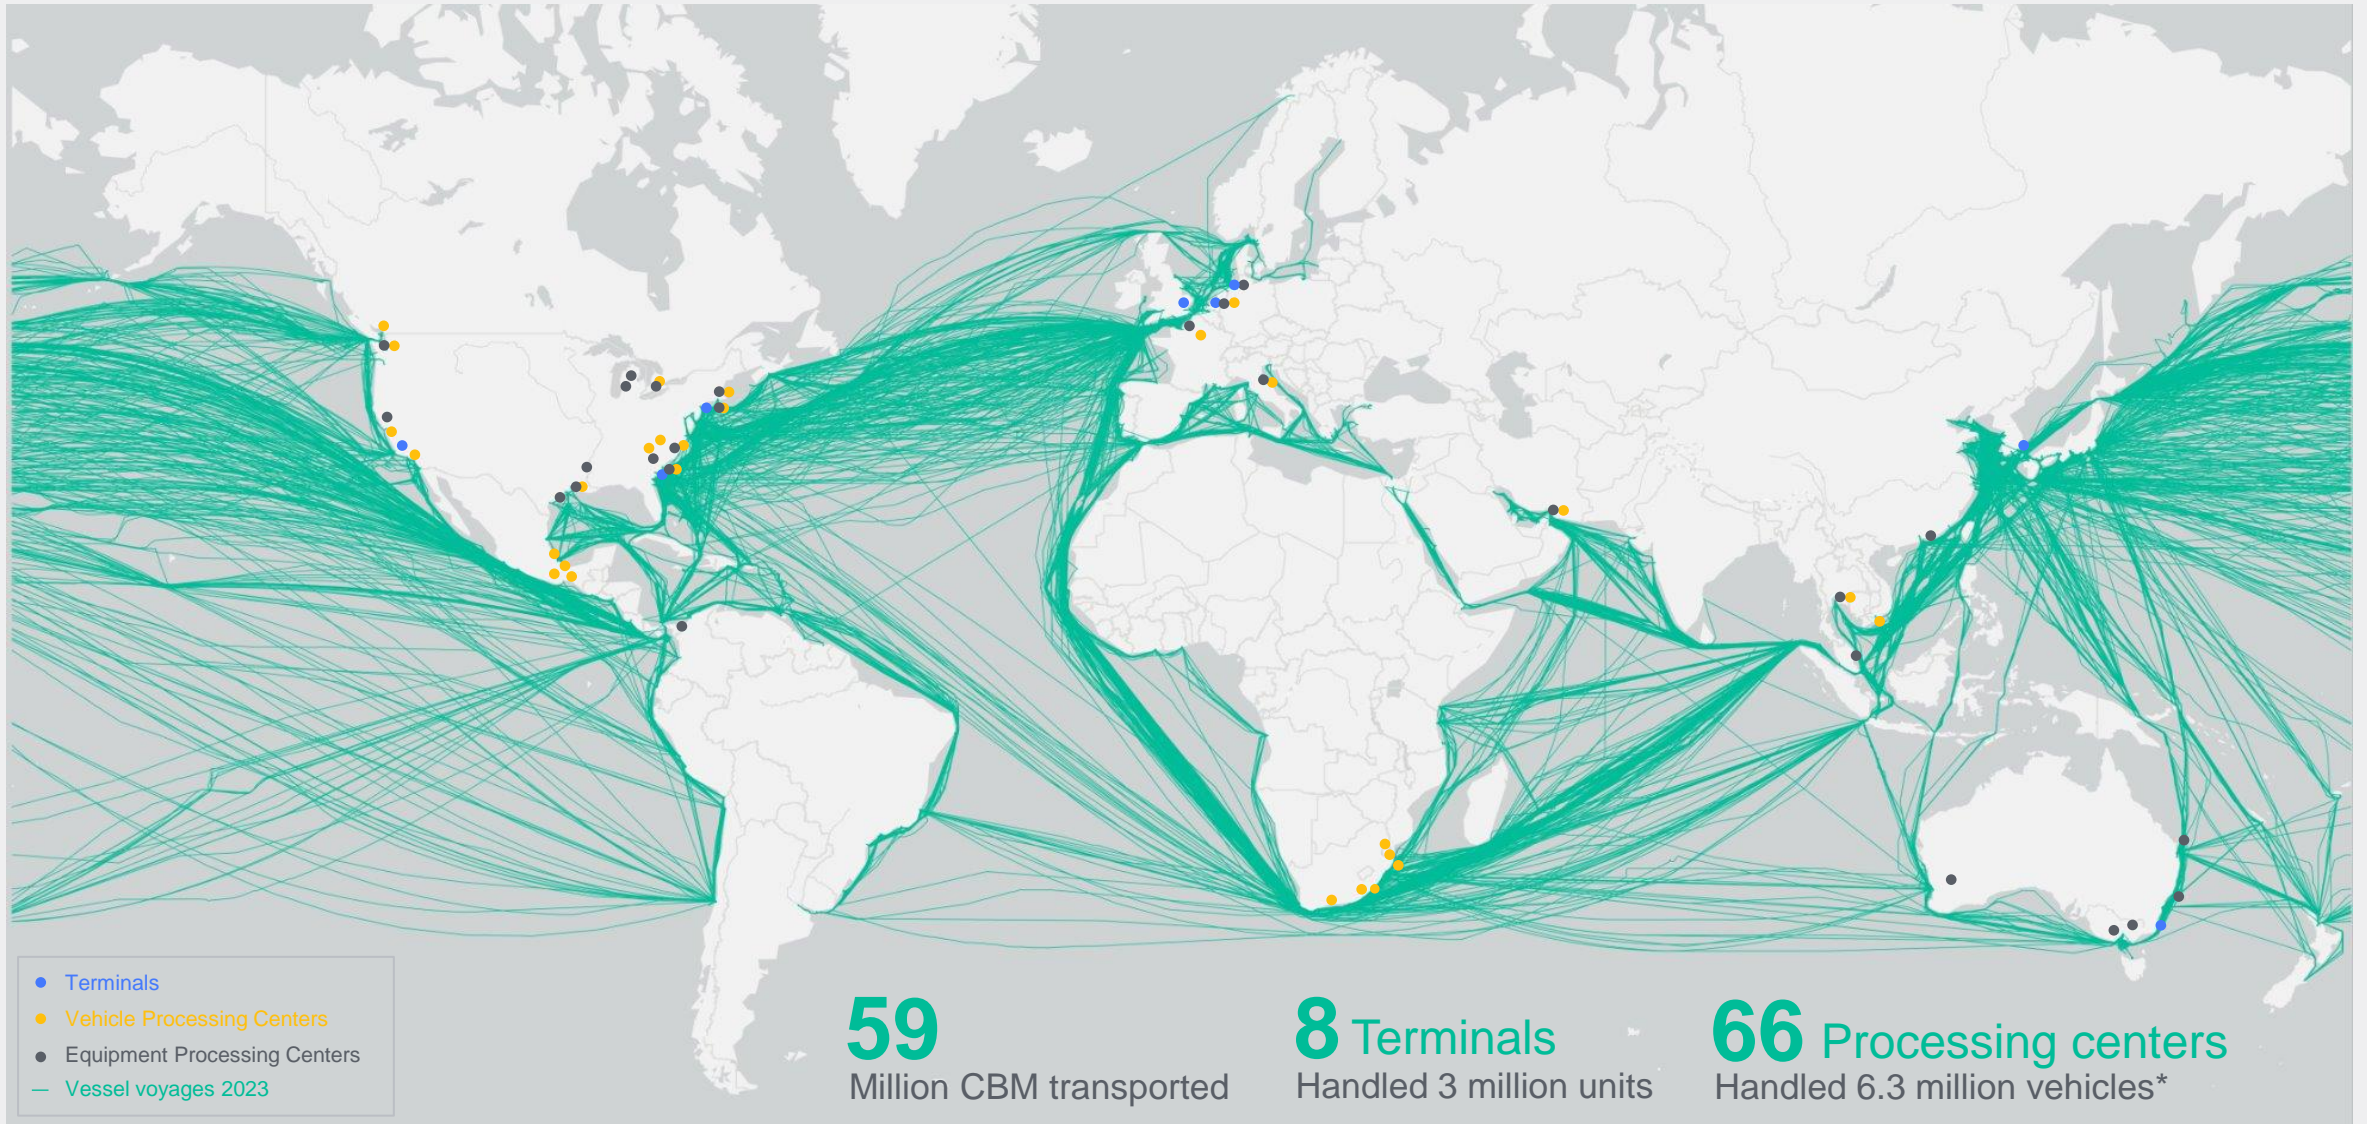 Terminals
Vehicle Processing Centers
Equipment Processing Centers
Vessel voyages 2023
59
Million CBM transported
8 Terminals
Handled 3 million units
66 Processing centers
Handled 6.3 million vehicles*